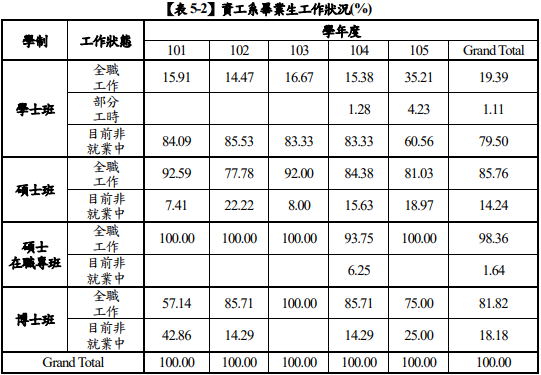 【表 5-2】資工系畢業生工作狀況(%)
學制 工作狀態 學年度
101 102 103 104 105 Grand Total
學士班 全職工作 15.91 14.47 16.67 15.38 35.21 19.39
部分工時 1.28 4.23 1.11
目前非就業中 84.09 85.53 83.33 83.33 60.56 79.50
碩士班 全職工作 92.59 77.78 92.00 84.38 81.03 85.76
目前非就業中 7.41 22.22 8.00 15.63 18.97 14.24
碩士在職專班 全職工作 100.00 100.00 100.00 93.75 100.00 98.36
目前非就業中 6.25 1.64
博士班 全職工作 57.14 85.71 100.00 85.71 75.00 81.82
目前非就業中 42.86 14.29 14.29 25.00 18.18
Grand Total 100.00 100.00 100.00 100.00 100.00 100.00